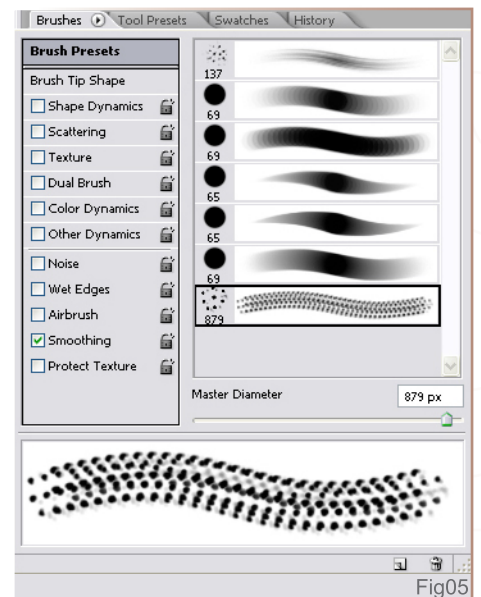 Brushes Tool Presets Swatches History
Brush Presets
Brush Tip Shape
Shape Dynamics
Scattering
Texture
Dual Brush
Color Dynamics
Other Dynamics
Noise
Wet Edges
Airbrush
Smoothing
Protect Texture
137
69
69
65
65
69
879
Master Diameter 879 px
Fig05